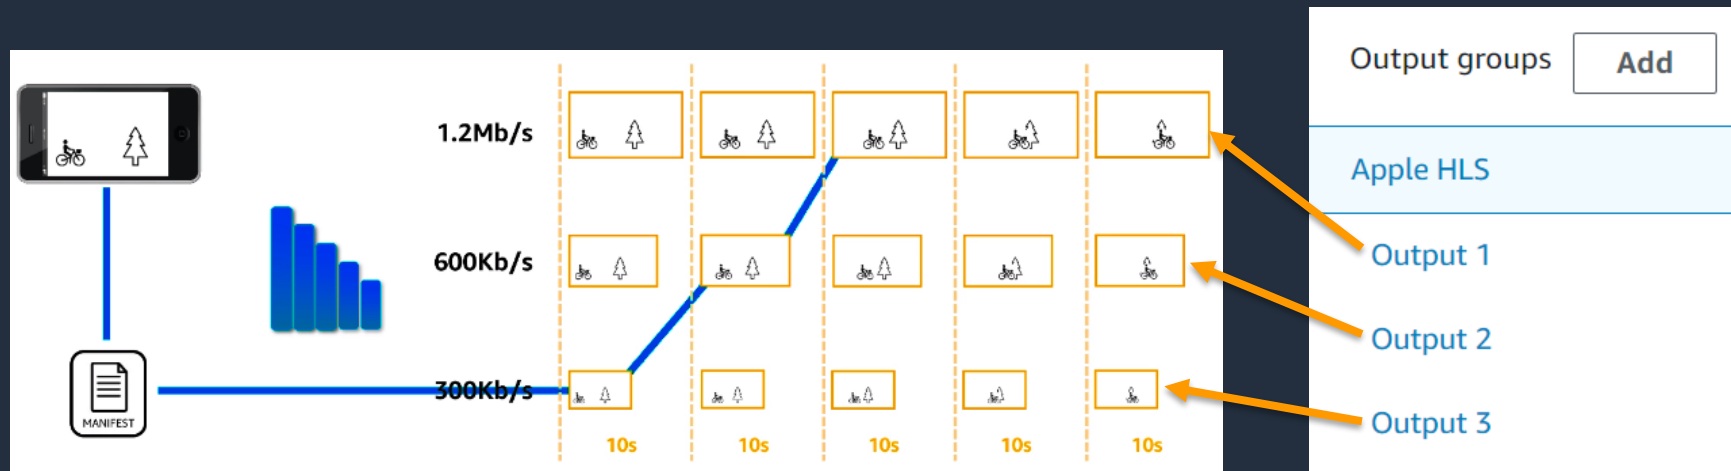 1.2Mb/s
600Kb/s
300Kb/s
MANIFEST
10s 10s 10s 10s 10s
Output groups Add
Apple HLS
Output 1
Output 2
Output 3